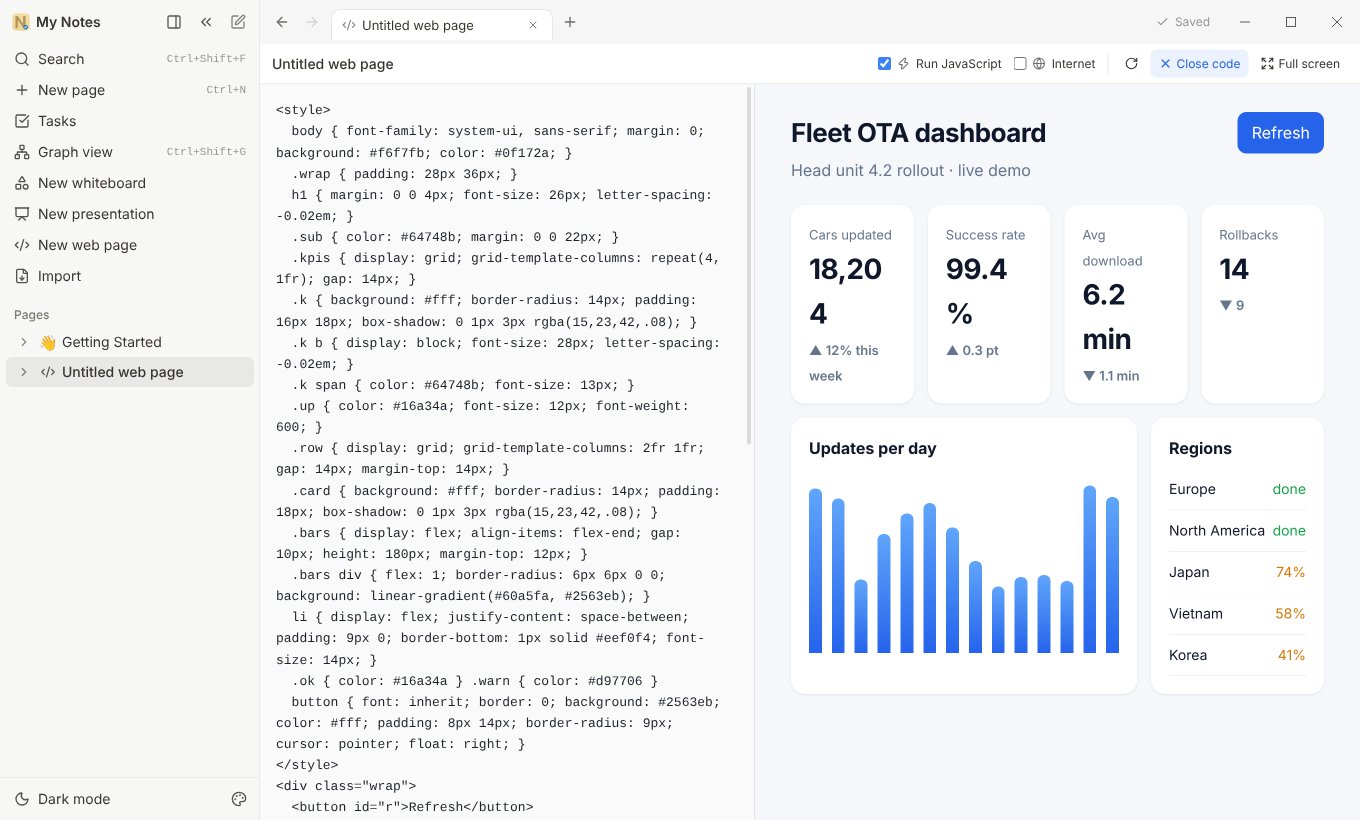 My Notes
Search Ctrl+Shift+F
New page Ctrl+N
Tasks
Graph view Ctrl+Shift+G
New whiteboard
New presentation
New web page
Import
Pages
Getting Started
Untitled web page
Dark mode
Untitled web page
Saved
Untitled web page
Run JavaScript
Internet
Close code
Full screen
<style>
body { font-family: system-ui, sans-serif; margin: 0;
background: #f6f7fb; color: #0f172a; }
.wrap { padding: 28px 36px; }
h1 { margin: 0 0 4px; font-size: 26px; letter-spacing:
-0.02em; }
.sub { color: #64748b; margin: 0 0 22px; }
.kpis { display: grid; grid-template-columns: repeat(4,
1fr); gap: 14px; }
.k { background: #fff; border-radius: 14px; padding:
16px 18px; box-shadow: 0 1px 3px rgba(15,23,42,.08); }
.k b { display: block; font-size: 28px; letter-spacing:
-0.02em; }
.k span { color: #64748b; font-size: 13px; }
.up { color: #16a34a; font-size: 12px; font-weight:
600; }
.row { display: grid; grid-template-columns: 2fr 1fr;
gap: 14px; margin-top: 14px; }
.card { background: #fff; border-radius: 14px; padding:
18px; box-shadow: 0 1px 3px rgba(15,23,42,.08); }
.bars { display: flex; align-items: flex-end; gap:
10px; height: 180px; margin-top: 12px; }
.bars div { flex: 1; border-radius: 6px 6px 0 0;
background: linear-gradient(#60a5fa, #2563eb); }
li { display: flex; justify-content: space-between;
padding: 9px 0; border-bottom: 1px solid #eef0f4; font-
size: 14px; }
.ok { color: #16a34a } .warn { color: #d97706 }
button { font: inherit; border: 0; background: #2563eb;
color: #fff; padding: 8px 14px; border-radius: 9px;
cursor: pointer; float: right; }
</style>
<div class="wrap">
<button id="r">Refresh</button>
Fleet OTA dashboard
Refresh
Head unit 4.2 rollout · live demo
Cars updated
18,20
4
▲ 12% this
week
Success rate
99.4
%
▲ 0.3 pt
Avg
download
6.2
min
▼ 1.1 min
Rollbacks
14
▼ 9
Updates per day
Regions
Europe done
North America done
Japan 74%
Vietnam 58%
Korea 41%